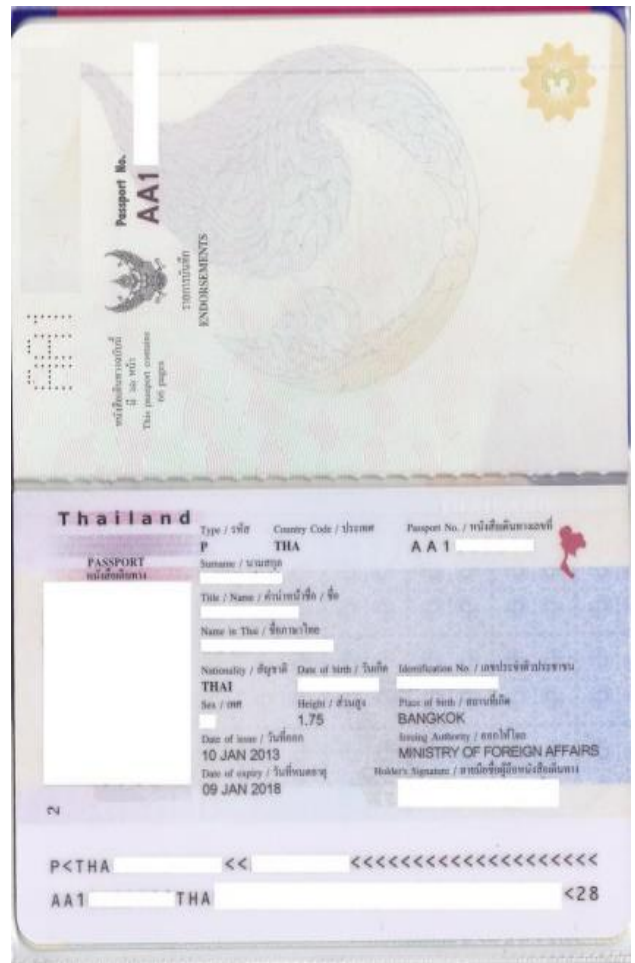 Passport No.
AA1
รายการบันทึก
ENDORSEMENTS
หนังสือเดินทางฉบับนี้
มี ๖๖ หน้า
This passport contains
66 pages
Thailand
PASSPORT
หนังสือเดินทาง
Type / รหัส Country Code / ประเทศ Passport No. / หนังสือเดินทางเลขที่
P THA AA1
Surname / นามสกุล
Title / Name / คำนำหน้าชื่อ / ชื่อ
Name in Thai / ชื่อภาษาไทย
Nationality / สัญชาติ Date of birth / วันเกิด Identification No. / เลขประจำตัวประชาชน
THAI
Sex / เพศ Height / ส่วนสูง Place of birth / สถานที่เกิด
1.75 BANGKOK
Date of issue / วันที่ออก Issuing Authority / ออกให้โดย
10 JAN 2013 MINISTRY OF FOREIGN AFFAIRS
Date of expiry / วันที่หมดอายุ Holder's Signature / ลายมือชื่อผู้ถือหนังสือเดินทาง
09 JAN 2018
2
P<THA << <<<<<<<<<<<<<<<<<<<<<
AA1 THA <28